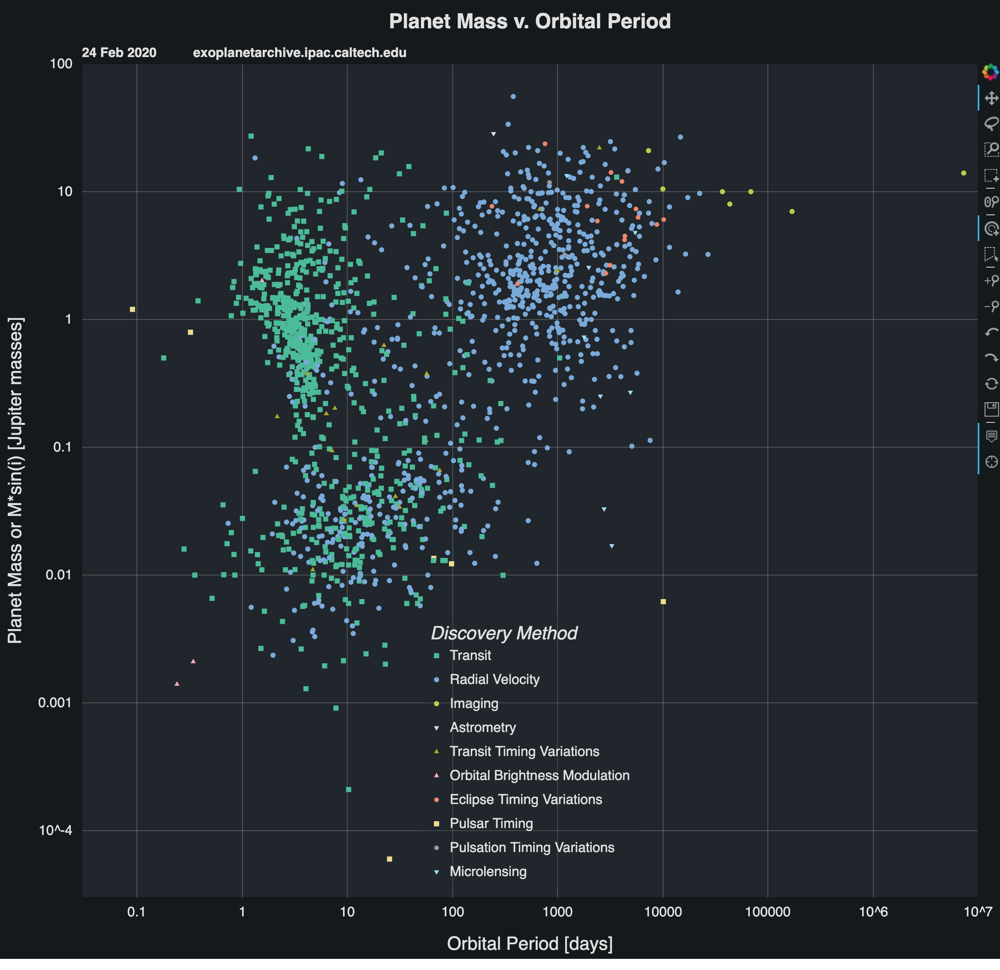 Planet Mass v. Orbital Period
24 Feb 2020 exoplanetarchive.ipac.caltech.edu
100
10
1
0.1
0.01
0.001
10^-4
Planet Mass or M*sin(i) [Jupiter masses]
Discovery Method
Transit
Radial Velocity
Imaging
Astrometry
Transit Timing Variations
Orbital Brightness Modulation
Eclipse Timing Variations
Pulsar Timing
Pulsation Timing Variations
Microlensing
0.1 1 10 100 1000 10000 100000 10^6 10^7
Orbital Period [days]